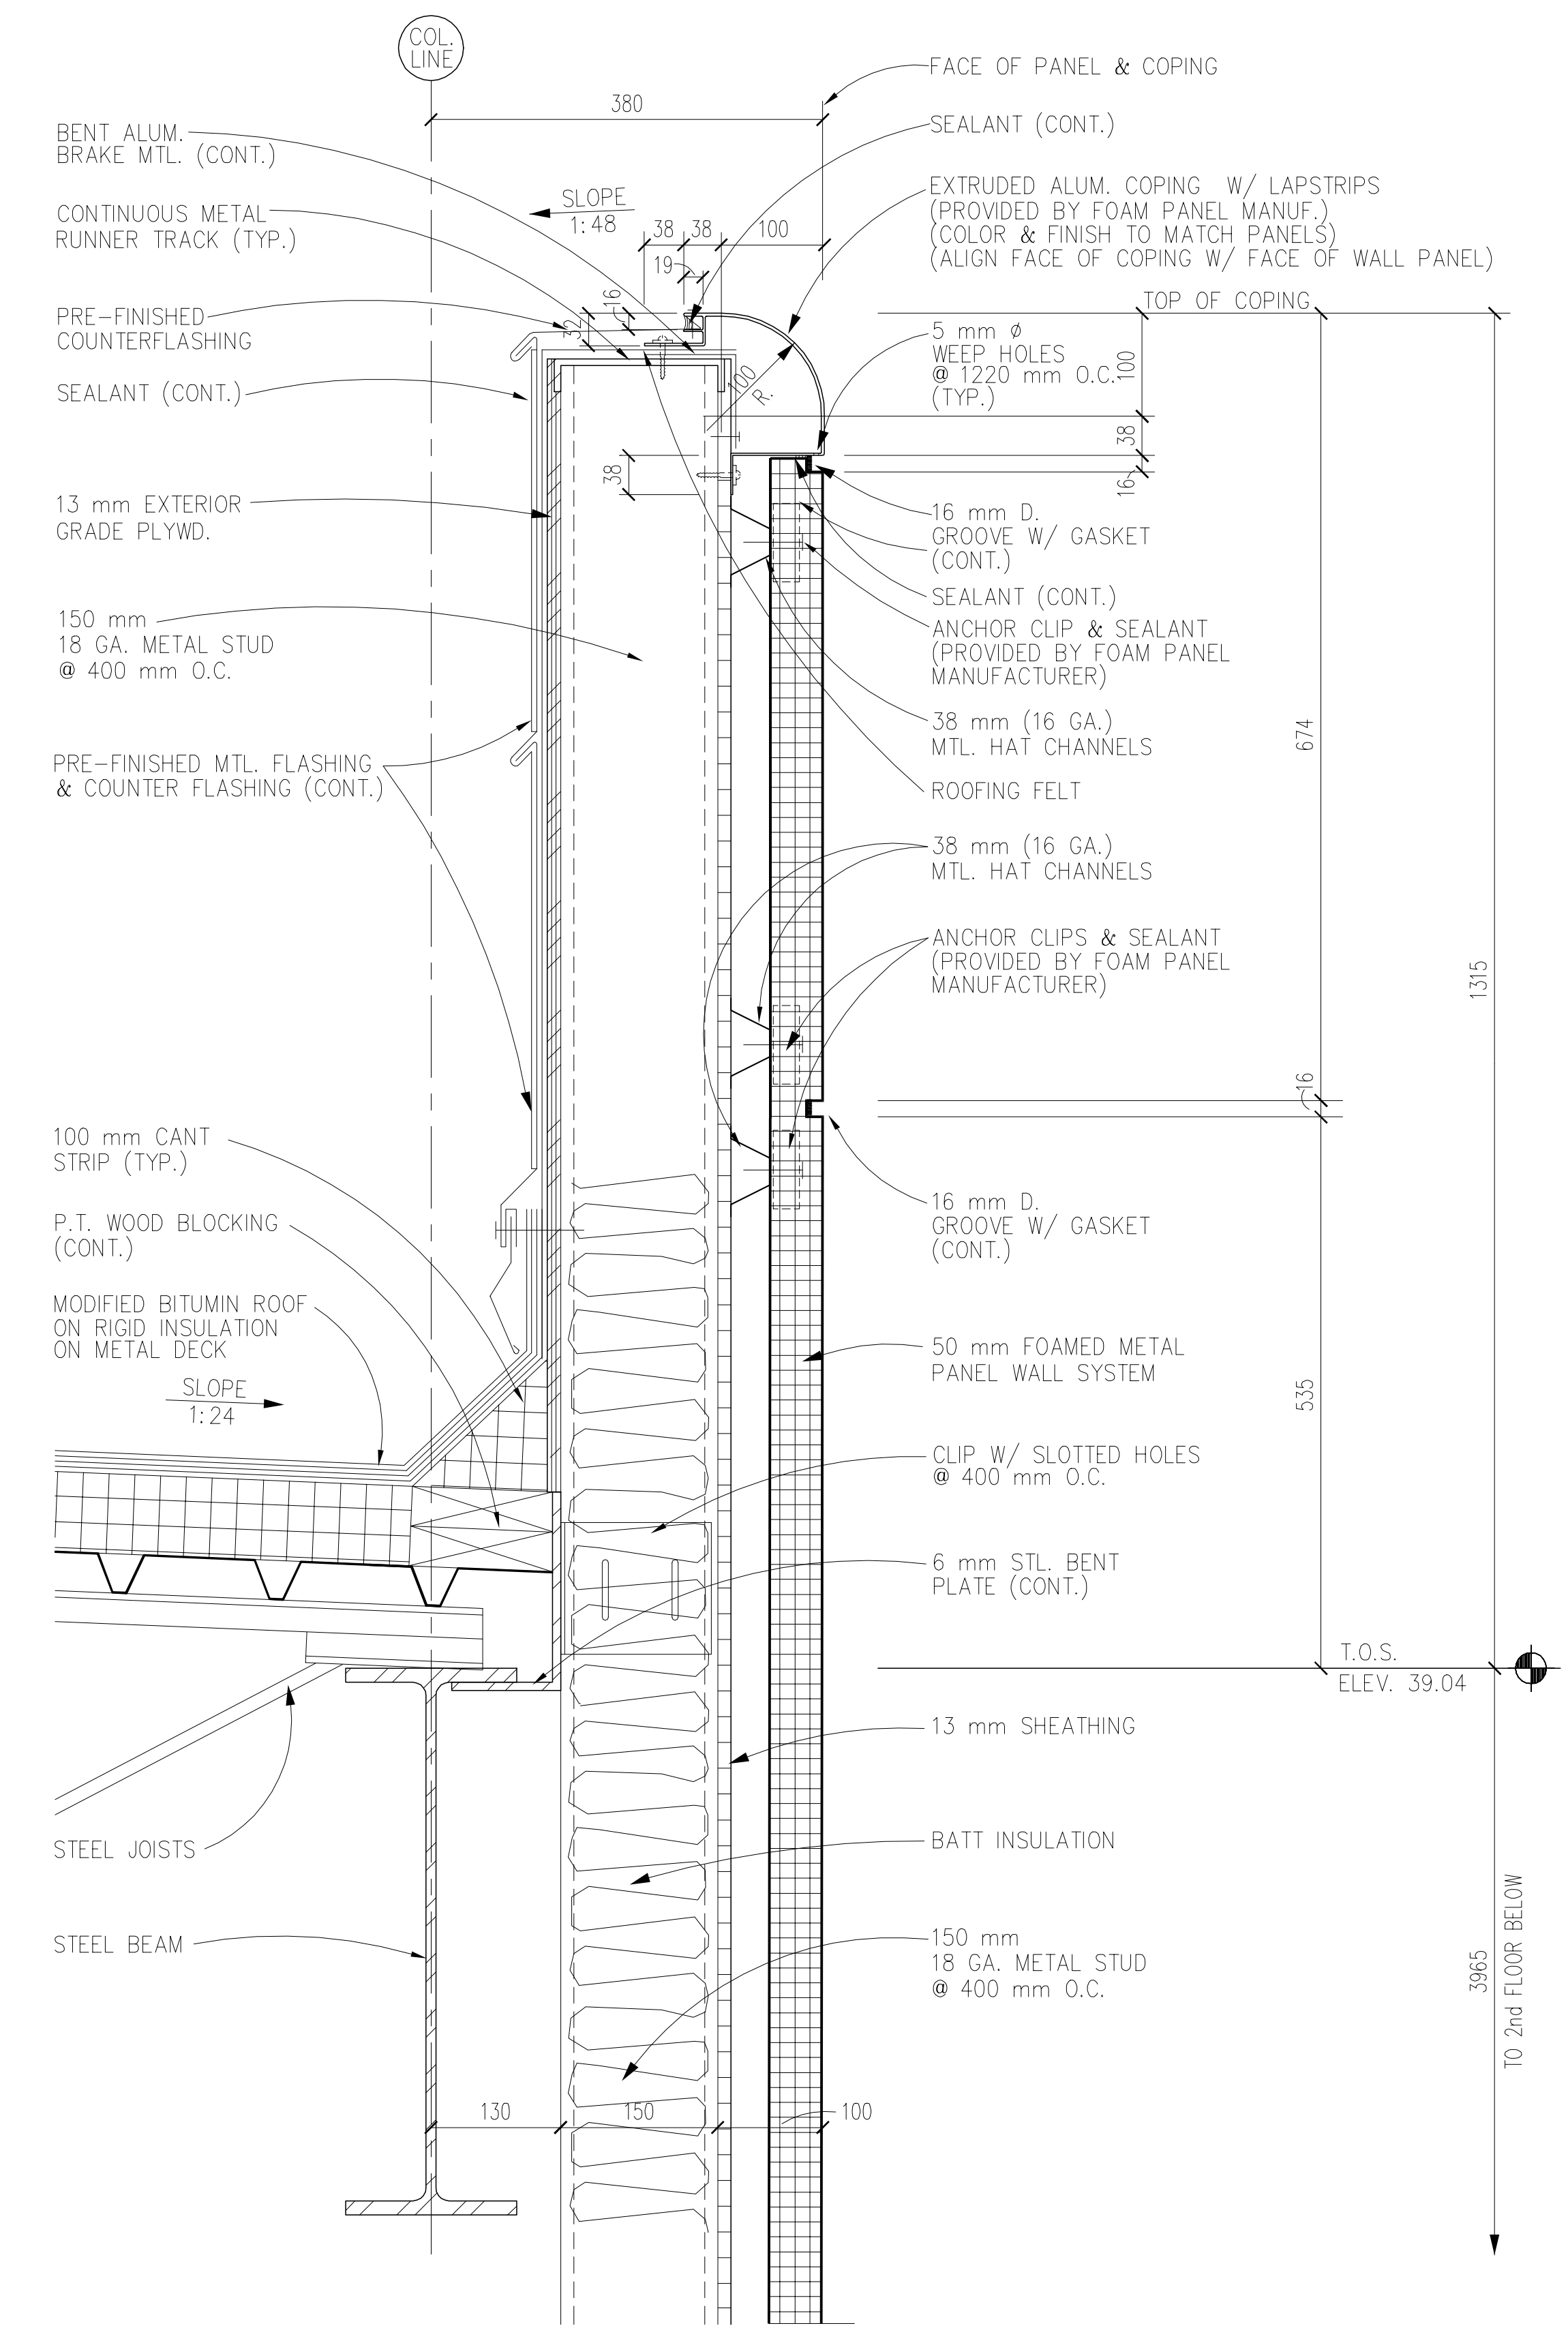 COL.
LINE
FACE OF PANEL & COPING
380
SEALANT (CONT.)
BENT ALUM.
BRAKE MTL. (CONT.)
EXTRUDED ALUM. COPING W/ LAPSTRIPS
(PROVIDED BY FOAM PANEL MANUF.)
(COLOR & FINISH TO MATCH PANELS)
(ALIGN FACE OF COPING W/ FACE OF WALL PANEL)
SLOPE
1:48
CONTINUOUS METAL
RUNNER TRACK (TYP.)
38
38
100
19
16
32
TOP OF COPING
PRE-FINISHED
COUNTERFLASHING
5 mm Ø
WEEP HOLES
@ 1220 mm O.C.
(TYP.)
100
100
R.
SEALANT (CONT.)
38
38
16
13 mm EXTERIOR
GRADE PLYWD.
16 mm D.
GROOVE W/ GASKET
(CONT.)
SEALANT (CONT.)
150 mm
18 GA. METAL STUD
@ 400 mm O.C.
ANCHOR CLIP & SEALANT
(PROVIDED BY FOAM PANEL
MANUFACTURER)
38 mm (16 GA.)
MTL. HAT CHANNELS
674
PRE-FINISHED MTL. FLASHING
& COUNTER FLASHING (CONT.)
ROOFING FELT
38 mm (16 GA.)
MTL. HAT CHANNELS
ANCHOR CLIPS & SEALANT
(PROVIDED BY FOAM PANEL
MANUFACTURER)
1315
16
100 mm CANT
STRIP (TYP.)
16 mm D.
GROOVE W/ GASKET
(CONT.)
P.T. WOOD BLOCKING
(CONT.)
MODIFIED BITUMIN ROOF
ON RIGID INSULATION
ON METAL DECK
50 mm FOAMED METAL
PANEL WALL SYSTEM
SLOPE
1:24
535
CLIP W/ SLOTTED HOLES
@ 400 mm O.C.
6 mm STL. BENT
PLATE (CONT.)
T.O.S.
ELEV. 39.04
13 mm SHEATHING
STEEL JOISTS
BATT INSULATION
STEEL BEAM
150 mm
18 GA. METAL STUD
@ 400 mm O.C.
3965
TO 2nd FLOOR BELOW
130
150
100